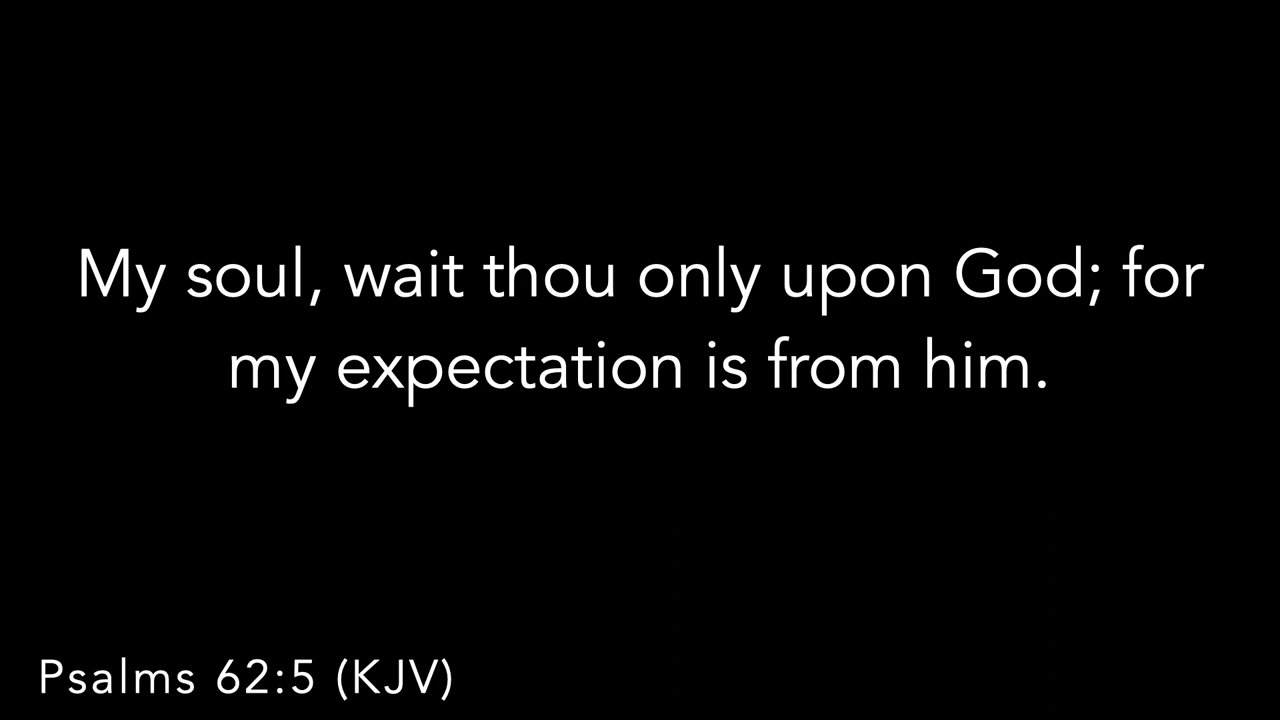 My soul, wait thou only upon God; for
my expectation is from him.
Psalms 62:5 (KJV)